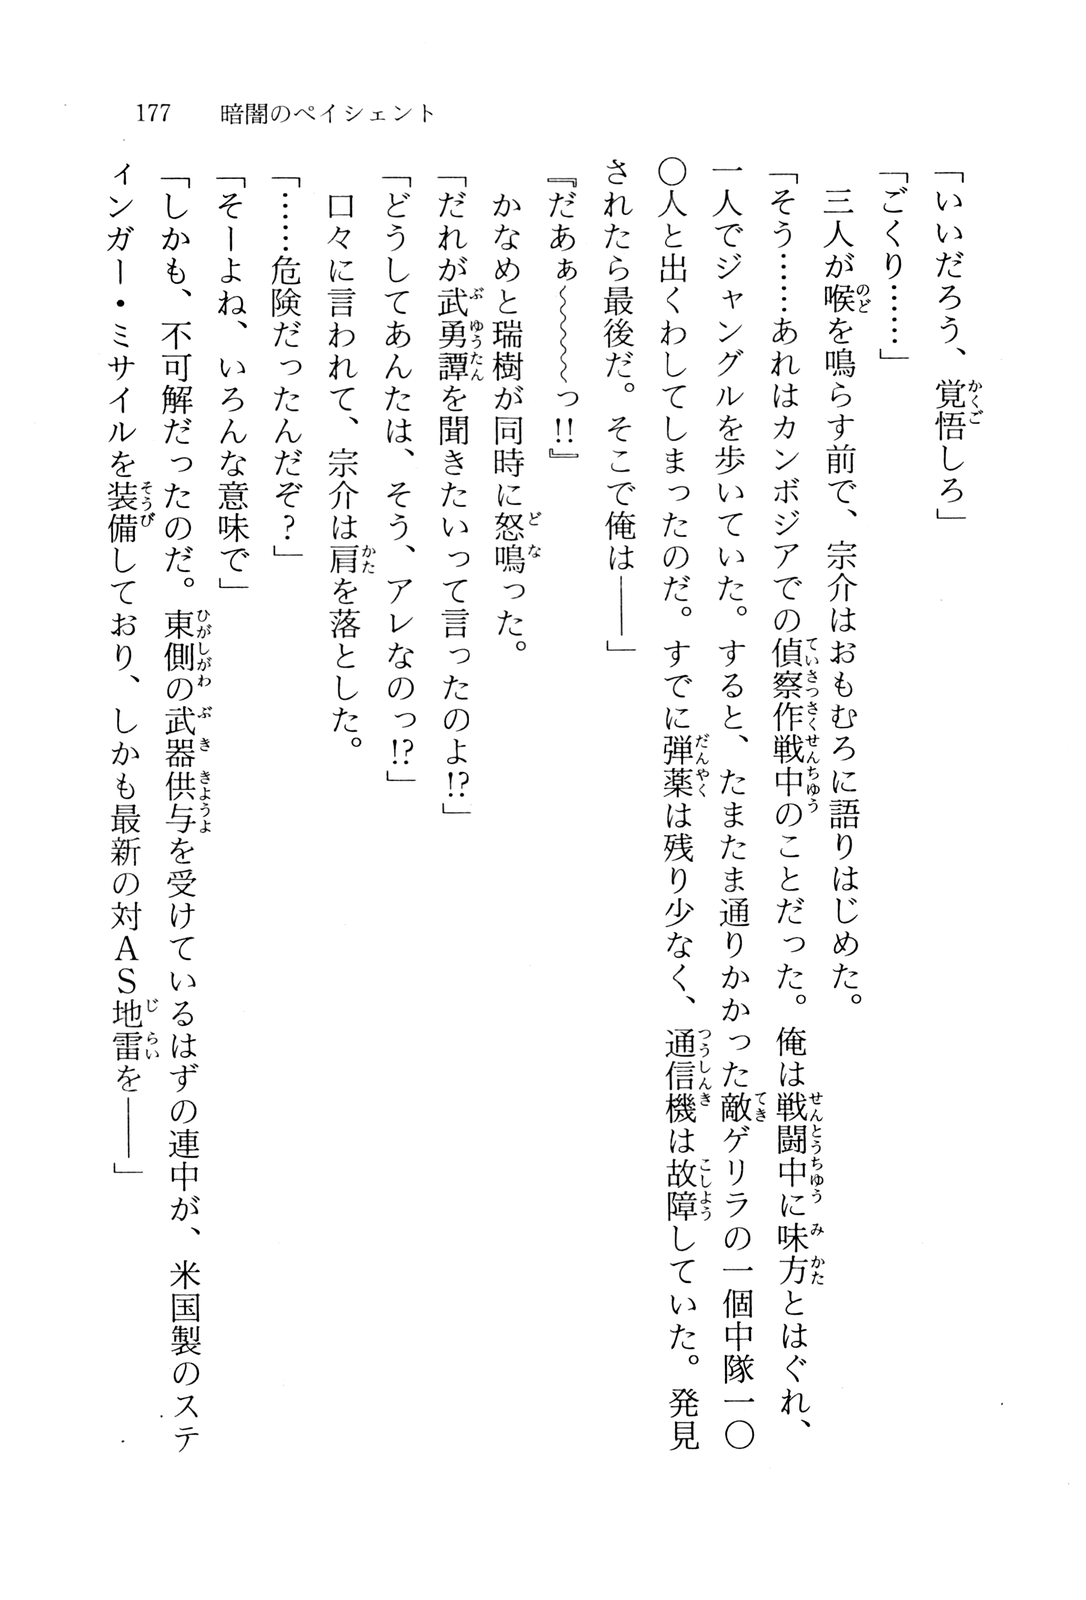 177　暗闇のペイシェント
「いいだろう、覚悟しろ」
「ごくり……」
　三人が喉を鳴らす前で、宗介はおもむろに語りはじめた。
「そう……あれはカンボジアでの偵察作戦中のことだった。俺は戦闘中に味方とはぐれ、
一人でジャングルを歩いていた。すると、たまたま通りかかった敵ゲリラの一個中隊一〇
〇人と出くわしてしまったのだ。すでに弾薬は残り少なく、通信機は故障していた。発見
されたら最後だ。そこで俺は――」
『だあぁ～～～～っ!!』
　かなめと瑞樹が同時に怒鳴った。
「だれが武勇譚を聞きたいって言ったのよ!?」
「どうしてあんたは、そう、アレなのっ!?」
　口々に言われて、宗介は肩を落とした。
「……危険だったんだぞ？」
「そーよね、いろんな意味で」
「しかも、不可解だったのだ。東側の武器供与を受けているはずの連中が、米国製のステ
ィンガー・ミサイルを装備しており、しかも最新の対ＡＳ地雷を――」